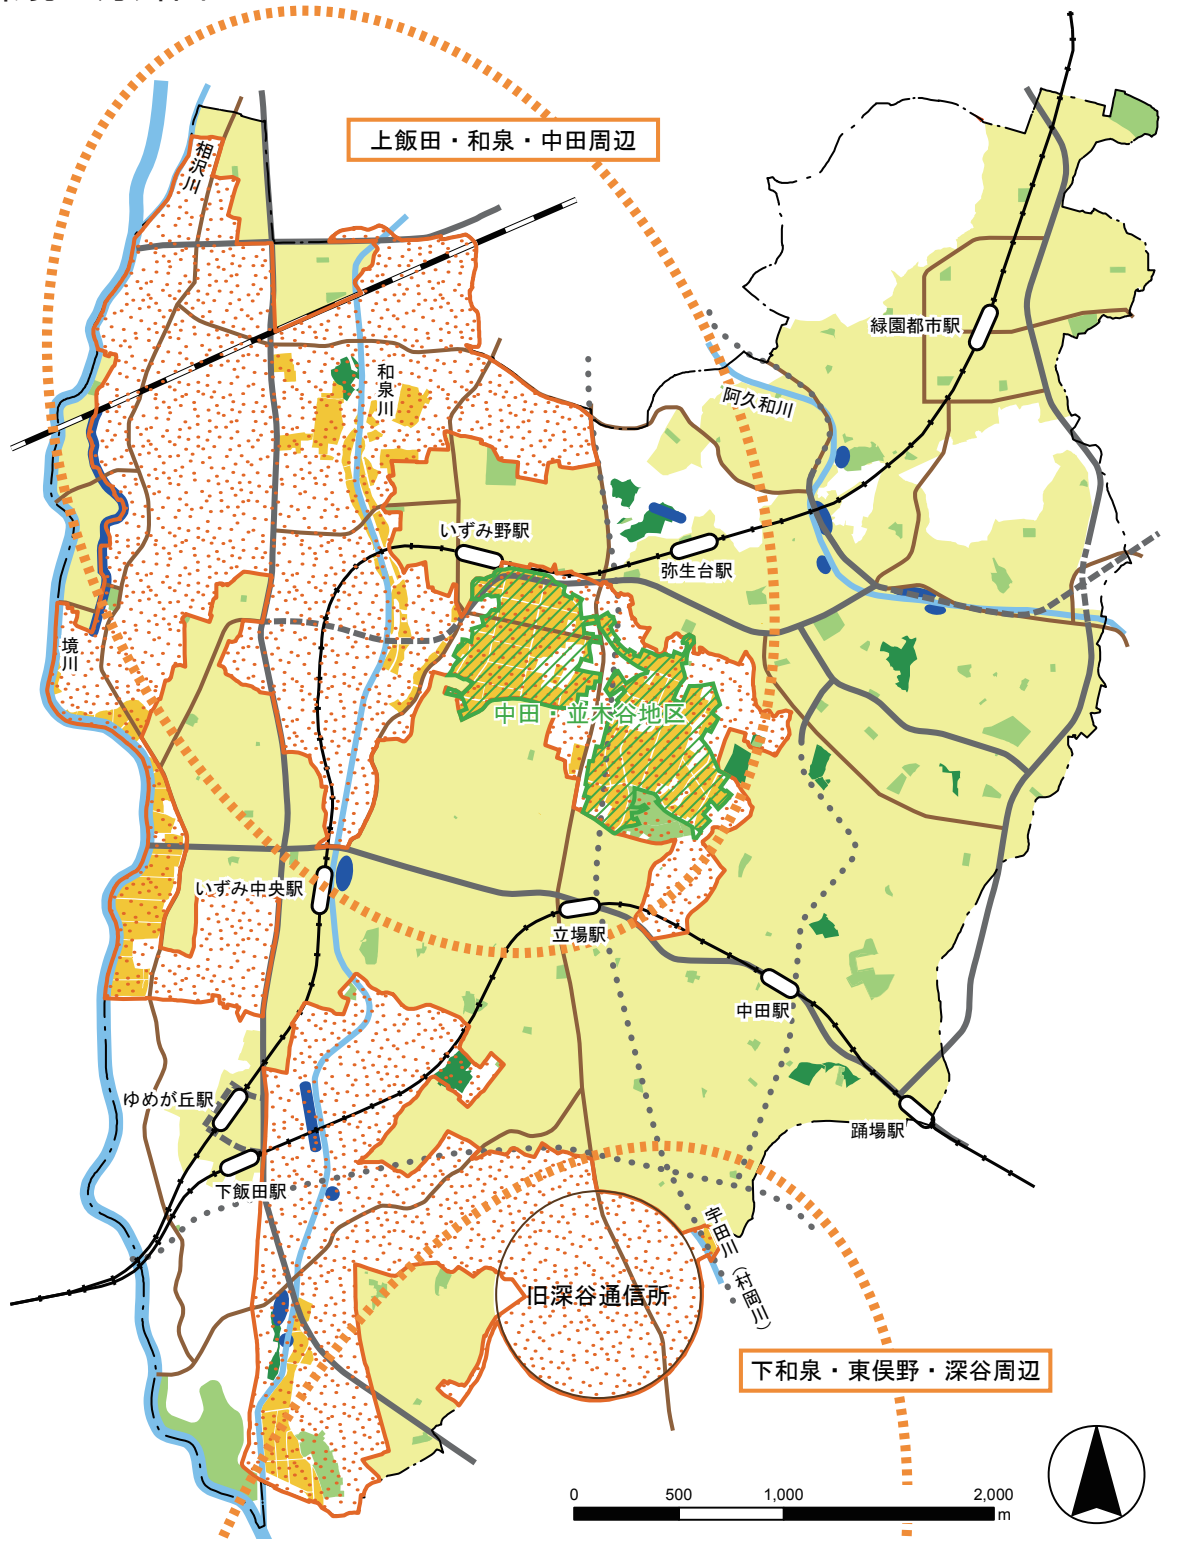 上飯田・和泉・中田周辺
相沢川
緑園都市駅
和泉川
阿久和川
いずみ野駅
弥生台駅
境川
中田・並木谷地区
いずみ中央駅
立場駅
中田駅
ゆめが丘駅
踊場駅
下飯田駅
宇田川(村岡川)
旧深谷通信所
下和泉・東俣野・深谷周辺
0 500 1,000 2,000
m